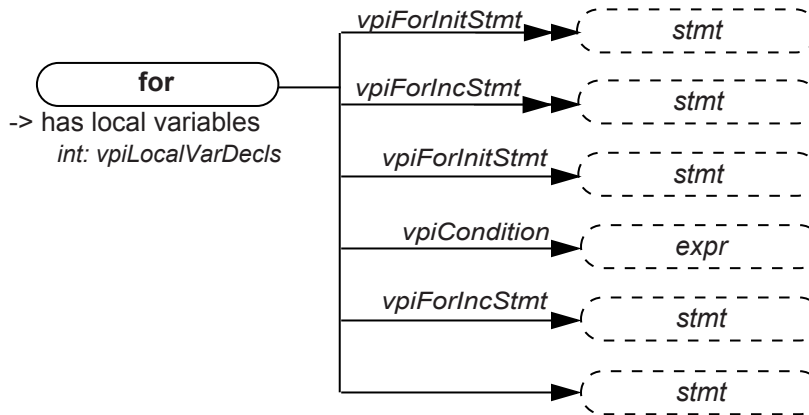 vpiForInitStmt stmt
for
vpiForIncStmt stmt
-> has local variables
int: vpiLocalVarDecls
vpiForInitStmt stmt
vpiCondition expr
vpiForIncStmt stmt
stmt